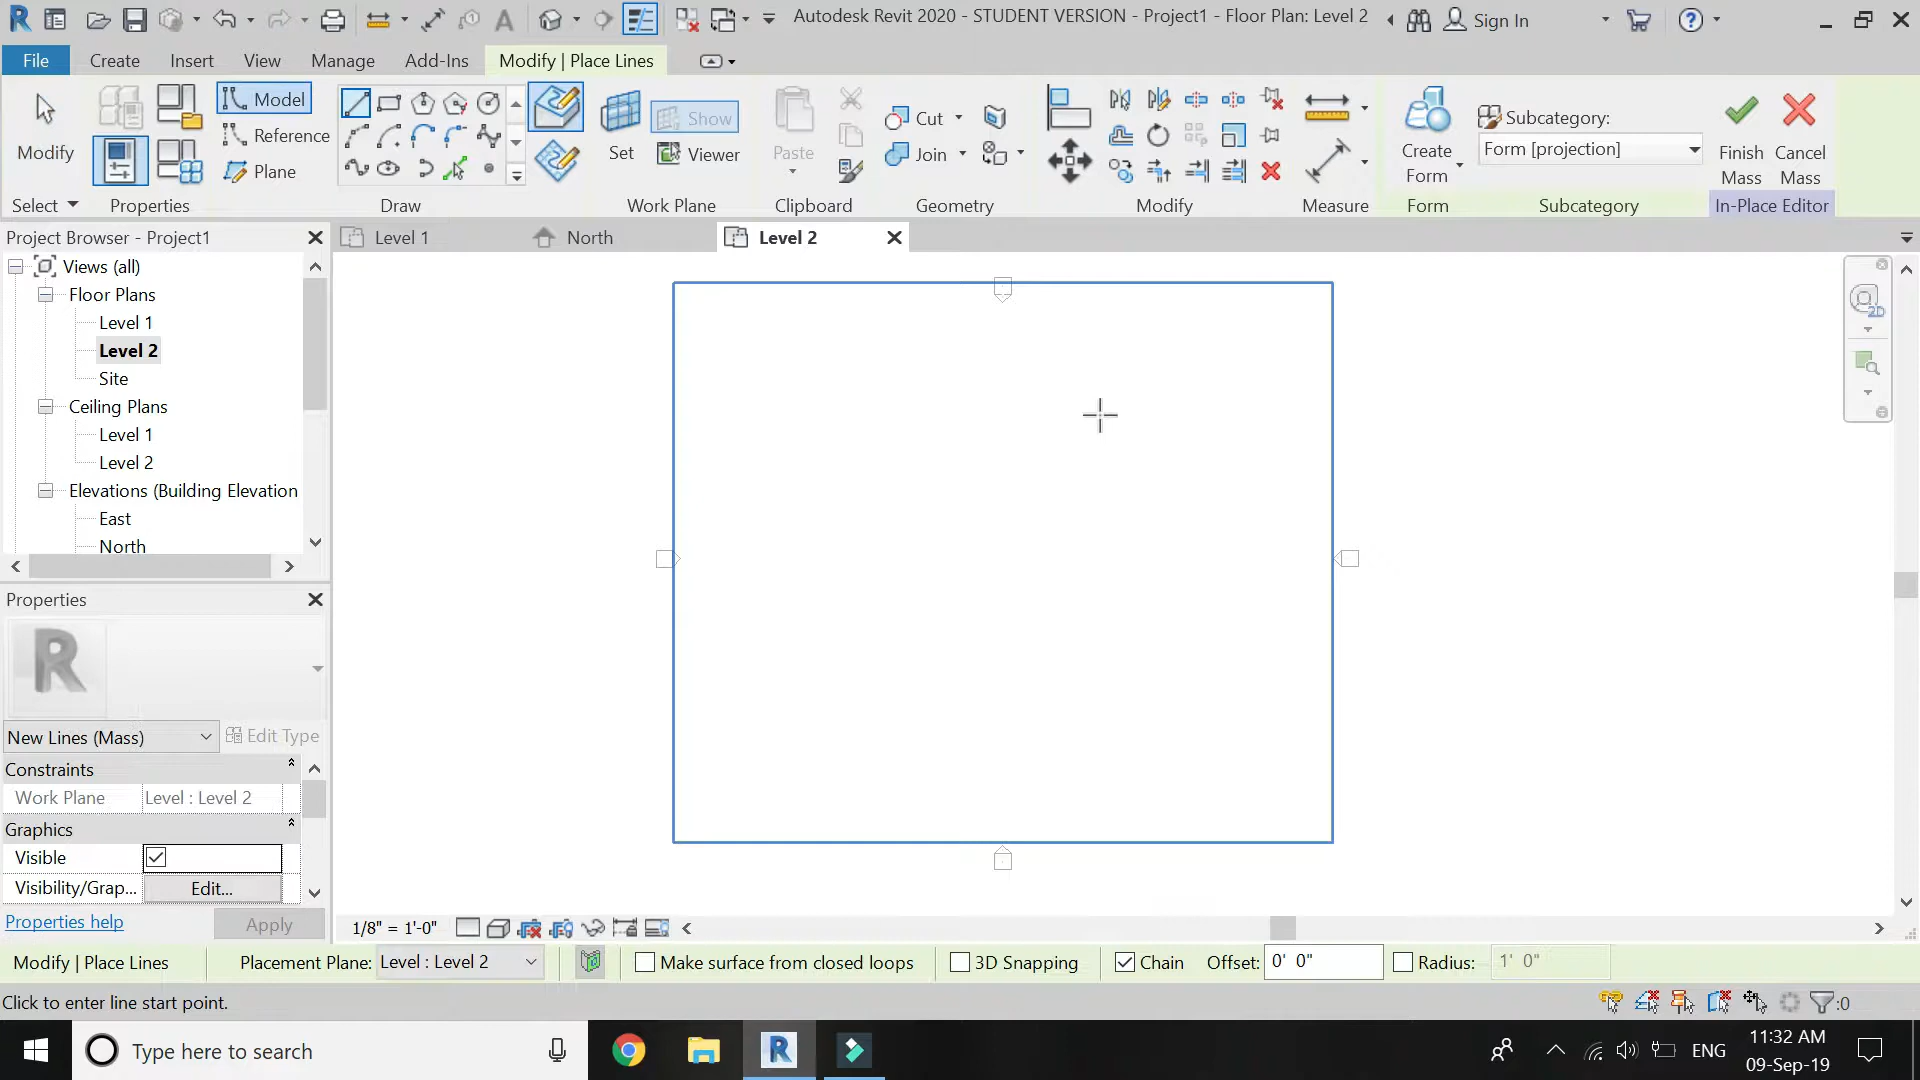 Autodesk Revit 2020 - STUDENT VERSION - Project1 - Floor Plan: Level 2
Sign In
File
Create
Insert
View
Manage
Add-Ins
Modify | Place Lines
Modify
Model
Reference
Plane
Set
Show
Viewer
Paste
Cut
Join
Create
Form
Subcategory:
Form [projection]
Finish
Mass
Cancel
Mass
Select
Properties
Draw
Work Plane
Clipboard
Geometry
Modify
Measure
Form
Subcategory
In-Place Editor
Project Browser - Project1
Level 1
North
Level 2
Views (all)
Floor Plans
Level 1
Level 2
Site
Ceiling Plans
Level 1
Level 2
Elevations (Building Elevation
East
North
2D
Properties
R
New Lines (Mass)
Edit Type
Constraints
Work Plane
Level : Level 2
Graphics
Visible
Visibility/Grap...
Edit...
Properties help
Apply
1/8" = 1'-0"
Modify | Place Lines
Placement Plane:
Level : Level 2
Make surface from closed loops
3D Snapping
Chain
Offset:
0' 0"
Radius:
1' 0"
Click to enter line start point.
:0
Type here to search
ENG
11:32 AM
09-Sep-19